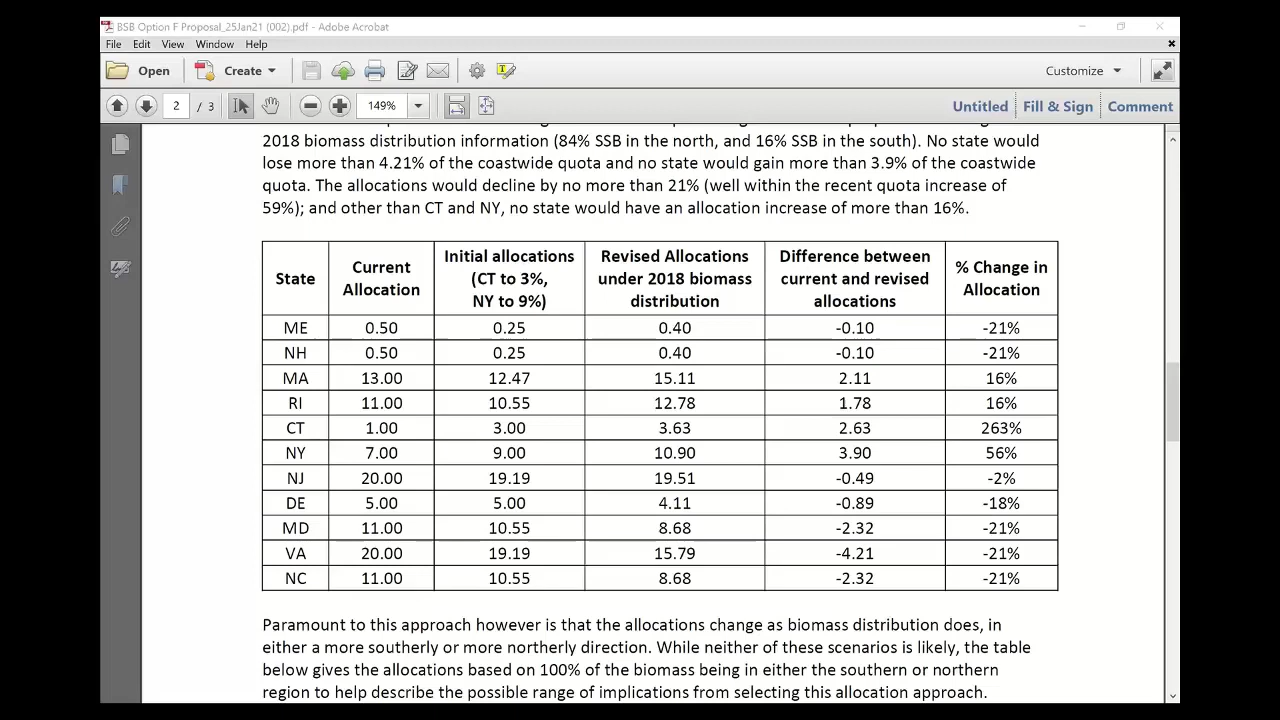 BSB Option F Proposal_25Jan21 (002).pdf - Adobe Acrobat
File Edit View Window Help
Open Create Customize
2 / 3 149% Untitled Fill & Sign Comment
2018 biomass distribution information (84% SSB in the north, and 16% SSB in the south). No state would
lose more than 4.21% of the coastwide quota and no state would gain more than 3.9% of the coastwide
quota. The allocations would decline by no more than 21% (well within the recent quota increase of
59%); and other than CT and NY, no state would have an allocation increase of more than 16%.
State Current Allocation Initial allocations (CT to 3%, NY to 9%) Revised Allocations under 2018 biomass distribution Difference between current and revised allocations % Change in Allocation
ME 0.50 0.25 0.40 -0.10 -21%
NH 0.50 0.25 0.40 -0.10 -21%
MA 13.00 12.47 15.11 2.11 16%
RI 11.00 10.55 12.78 1.78 16%
CT 1.00 3.00 3.63 2.63 263%
NY 7.00 9.00 10.90 3.90 56%
NJ 20.00 19.19 19.51 -0.49 -2%
DE 5.00 5.00 4.11 -0.89 -18%
MD 11.00 10.55 8.68 -2.32 -21%
VA 20.00 19.19 15.79 -4.21 -21%
NC 11.00 10.55 8.68 -2.32 -21%
Paramount to this approach however is that the allocations change as biomass distribution does, in
either a more southerly or more northerly direction. While neither of these scenarios is likely, the table
below gives the allocations based on 100% of the biomass being in either the southern or northern
region to help describe the possible range of implications from selecting this allocation approach.